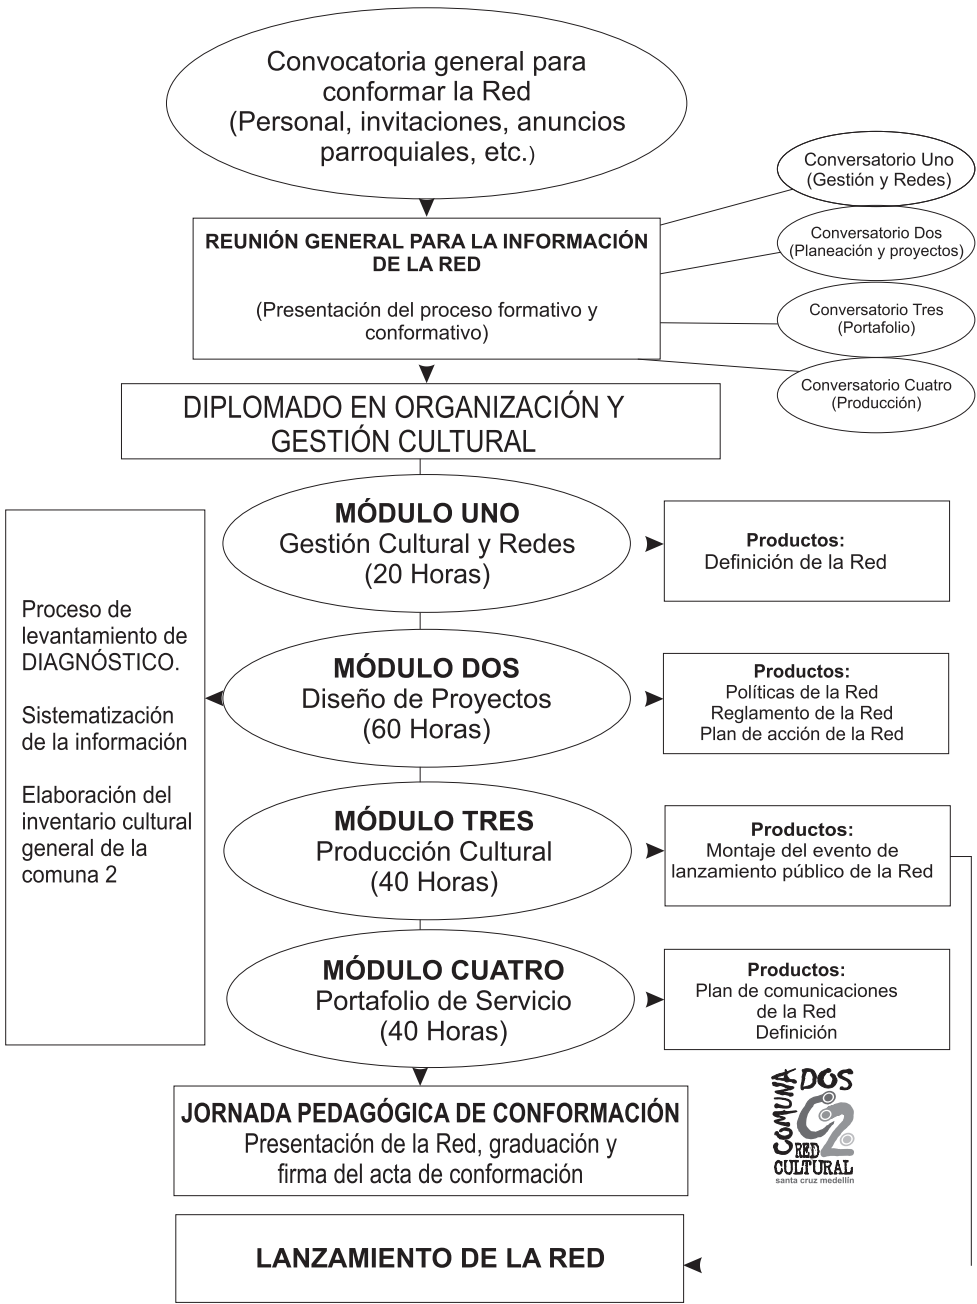 Convocatoria general para
conformar la Red
(Personal, invitaciones, anuncios
parroquiales, etc.)
Conversatorio Uno
(Gestión y Redes)
Conversatorio Dos
(Planeación y proyectos)
Conversatorio Tres
(Portafolio)
Conversatorio Cuatro
(Producción)
REUNIÓN GENERAL PARA LA INFORMACIÓN
DE LA RED
(Presentación del proceso formativo y
conformativo)
DIPLOMADO EN ORGANIZACIÓN Y
GESTIÓN CULTURAL
MÓDULO UNO
Gestión Cultural y Redes
(20 Horas)
Productos:
Definición de la Red
Proceso de
levantamiento de
DIAGNÓSTICO.
Sistematización
de la información
Elaboración del
inventario cultural
general de la
comuna 2
MÓDULO DOS
Diseño de Proyectos
(60 Horas)
Productos:
Políticas de la Red
Reglamento de la Red
Plan de acción de la Red
MÓDULO TRES
Producción Cultural
(40 Horas)
Productos:
Montaje del evento de
lanzamiento público de la Red
MÓDULO CUATRO
Portafolio de Servicio
(40 Horas)
Productos:
Plan de comunicaciones
de la Red
Definición
JORNADA PEDAGÓGICA DE CONFORMACIÓN
Presentación de la Red, graduación y
firma del acta de conformación
COMUNA DOS
C2
RED
CULTURAL
santa cruz medellín
LANZAMIENTO DE LA RED